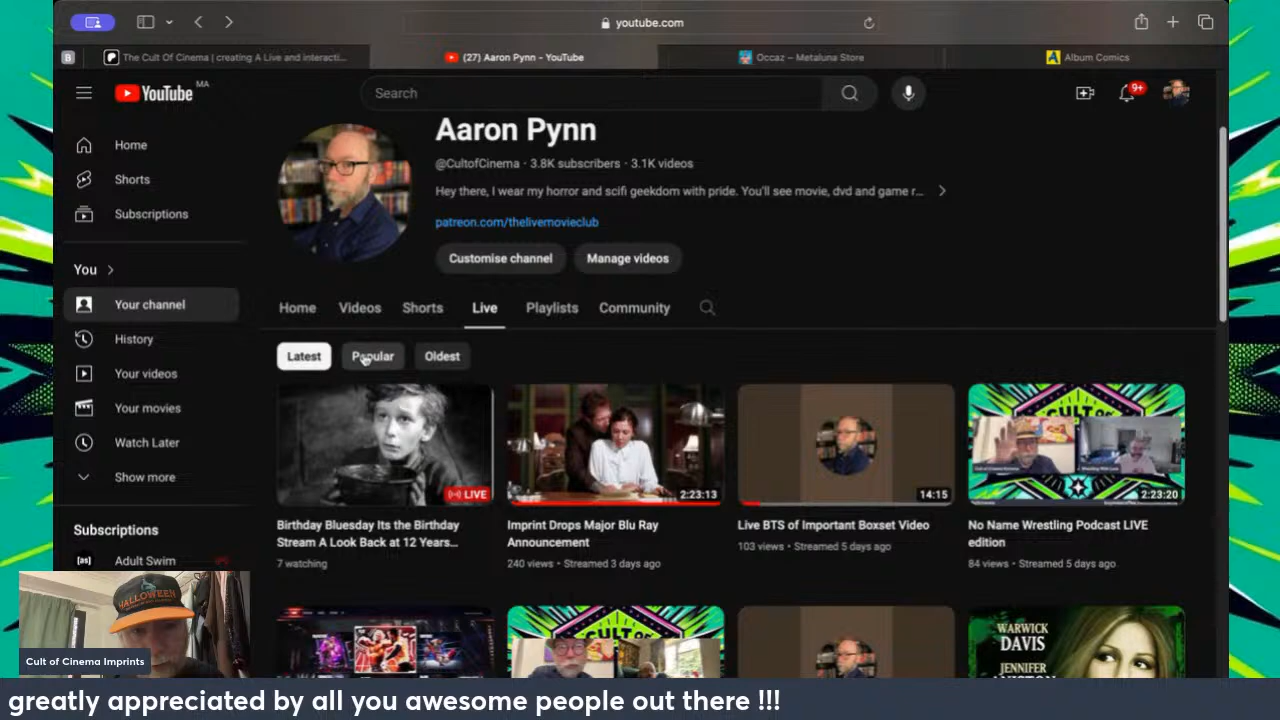 youtube.com
The Cult Of Cinema | creating A Live and interacti...
(27) Aaron Pynn - YouTube
Occaz – Metaluna Store
Album Comics
YouTube MA
Search
9+
Home
Shorts
Subscriptions
You
Your channel
History
Your videos
Your movies
Watch Later
Show more
Subscriptions
Adult Swim
Aaron Pynn
@CultofCinema · 3.8K subscribers · 3.1K videos
Hey there, I wear my horror and scifi geekdom with pride. You'll see movie, dvd and game r...
patreon.com/thelivemovieclub
Customise channel
Manage videos
Home
Videos
Shorts
Live
Playlists
Community
Latest
Popular
Oldest
LIVE
Birthday Bluesday Its the Birthday
Stream A Look Back at 12 Years...
7 watching
2:23:13
Imprint Drops Major Blu Ray
Announcement
240 views • Streamed 3 days ago
14:15
Live BTS of Important Boxset Video
103 views • Streamed 5 days ago
2:23:20
No Name Wrestling Podcast LIVE
edition
84 views • Streamed 5 days ago
WARWICK
DAVIS
JENNIFER
HALLOWEEN
Cult of Cinema Imprints
greatly appreciated by all you awesome people out there !!!